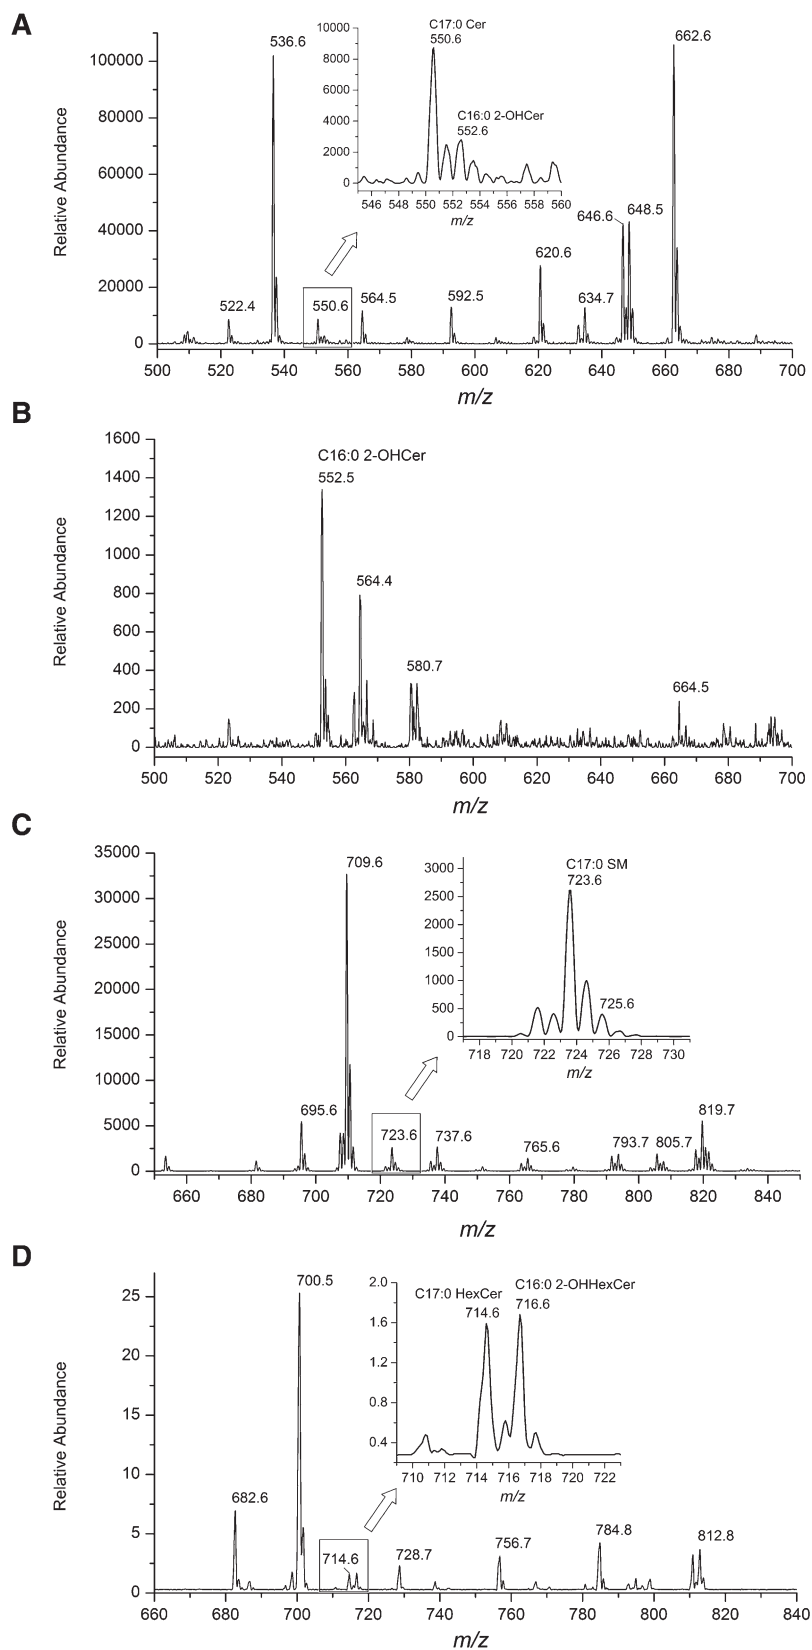 A
C17:0 Cer
550.6
C16:0 2-OHCer
552.6
10000
8000
6000
4000
2000
0
546 548 550 552 554 556 558 560
m/z
536.6
662.6
646.6
648.5
620.6
634.7
592.5
564.5
550.6
522.4
100000
80000
60000
40000
20000
0
Relative Abundance
500 520 540 560 580 600 620 640 660 680 700
m/z
B
C16:0 2-OHCer
552.5
564.4
580.7
664.5
1600
1400
1200
1000
800
600
400
200
0
Relative Abundance
500 520 540 560 580 600 620 640 660 680 700
m/z
C
C17:0 SM
723.6
725.6
3000
2500
2000
1500
1000
500
0
718 720 722 724 726 728 730
m/z
709.6
695.6
723.6
737.6
765.6
793.7
805.7
819.7
35000
30000
25000
20000
15000
10000
5000
0
Relative Abundance
660 680 700 720 740 760 780 800 820 840
m/z
D
C17:0 HexCer
714.6
C16:0 2-OHHexCer
716.6
2.0
1.6
1.2
0.8
0.4
710 712 714 716 718 720 722
m/z
700.5
682.6
714.6
728.7
756.7
784.8
812.8
25
20
15
10
5
0
Relative Abundance
660 680 700 720 740 760 780 800 820 840
m/z